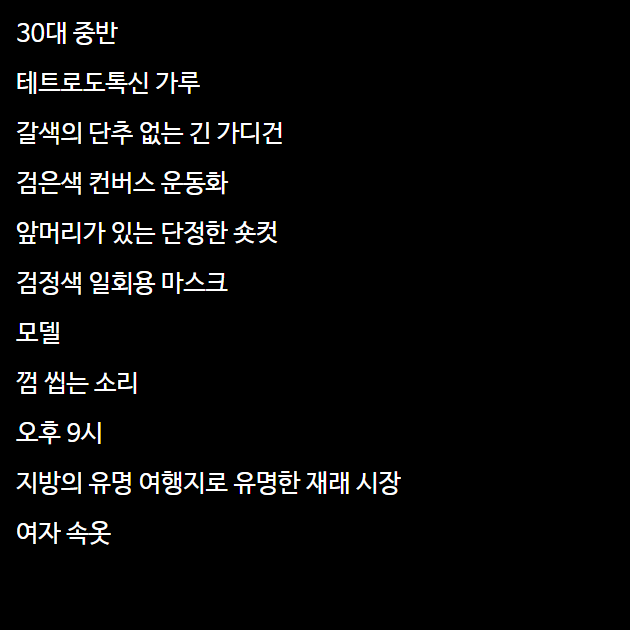 30대 중반
테트로도톡신 가루
갈색의 단추 없는 긴 가디건
검은색 컨버스 운동화
앞머리가 있는 단정한 숏컷
검정색 일회용 마스크
모델
껌 씹는 소리
오후 9시
지방의 유명 여행지로 유명한 재래 시장
여자 속옷